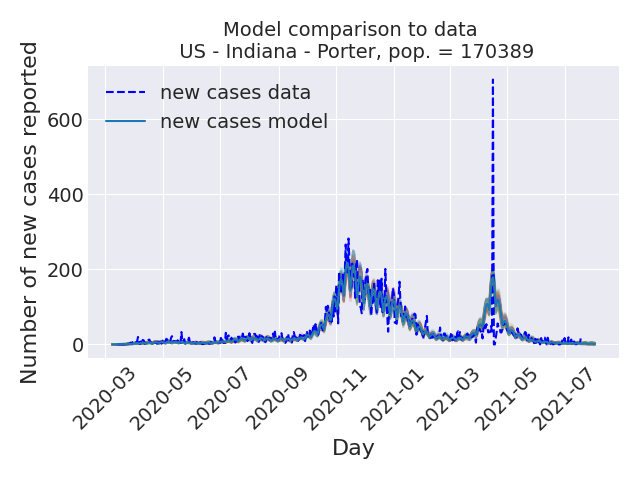 Model comparison to data
US - Indiana - Porter, pop. = 170389
new cases data
new cases model
Number of new cases reported
600
400
200
0
2020-03
2020-05
2020-07
2020-09
2020-11
2021-01
2021-03
2021-05
2021-07
Day